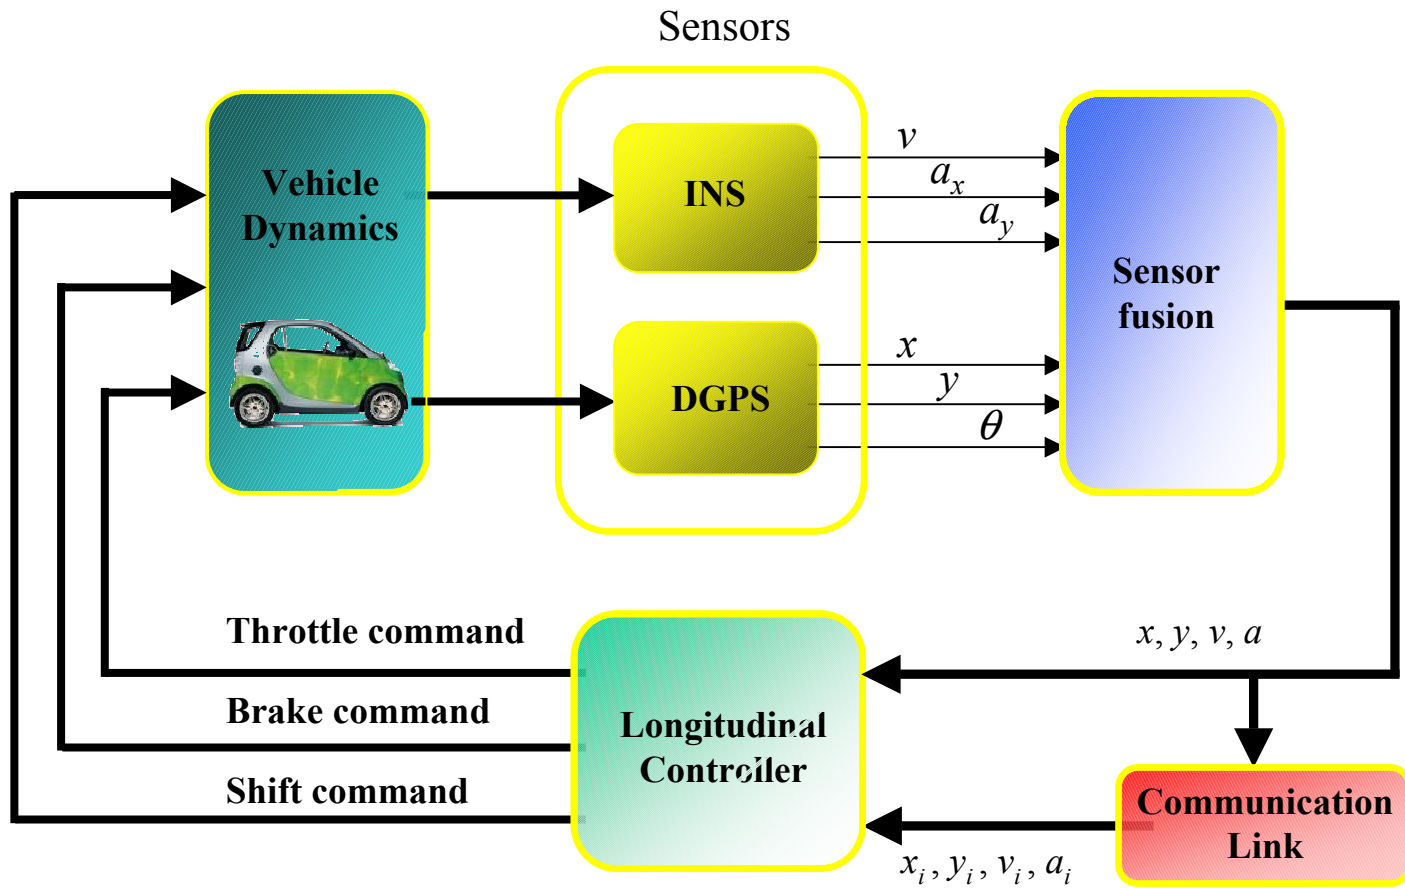 Sensors
Vehicle
Dynamics
INS
DGPS
v
a_x
a_y
x
y
θ
Sensor
fusion
Throttle command
Brake command
Shift command
Longitudinal
Controller
x, y, v, a
Communication
Link
x_i, y_i, v_i, a_i